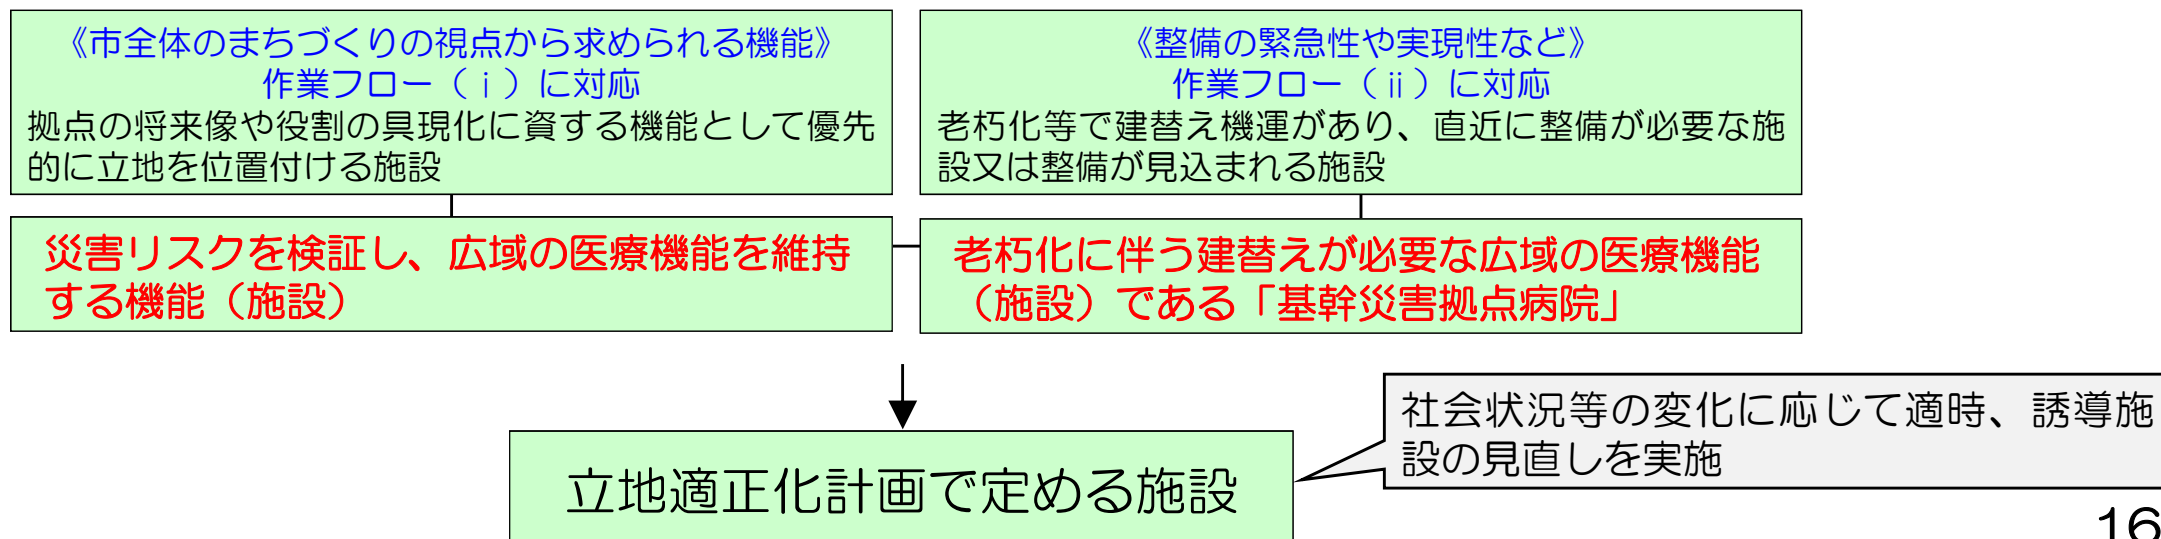 《市全体のまちづくりの視点から求められる機能》
作業フロー（ⅰ）に対応
拠点の将来像や役割の具現化に資する機能として優先
的に立地を位置付ける施設
《整備の緊急性や実現性など》
作業フロー（ⅱ）に対応
老朽化等で建替え機運があり、直近に整備が必要な施
設又は整備が見込まれる施設
災害リスクを検証し、広域の医療機能を維持
する機能（施設）
老朽化に伴う建替えが必要な広域の医療機能
（施設）である「基幹災害拠点病院」
社会状況等の変化に応じて適時、誘導施
設の見直しを実施
立地適正化計画で定める施設
16